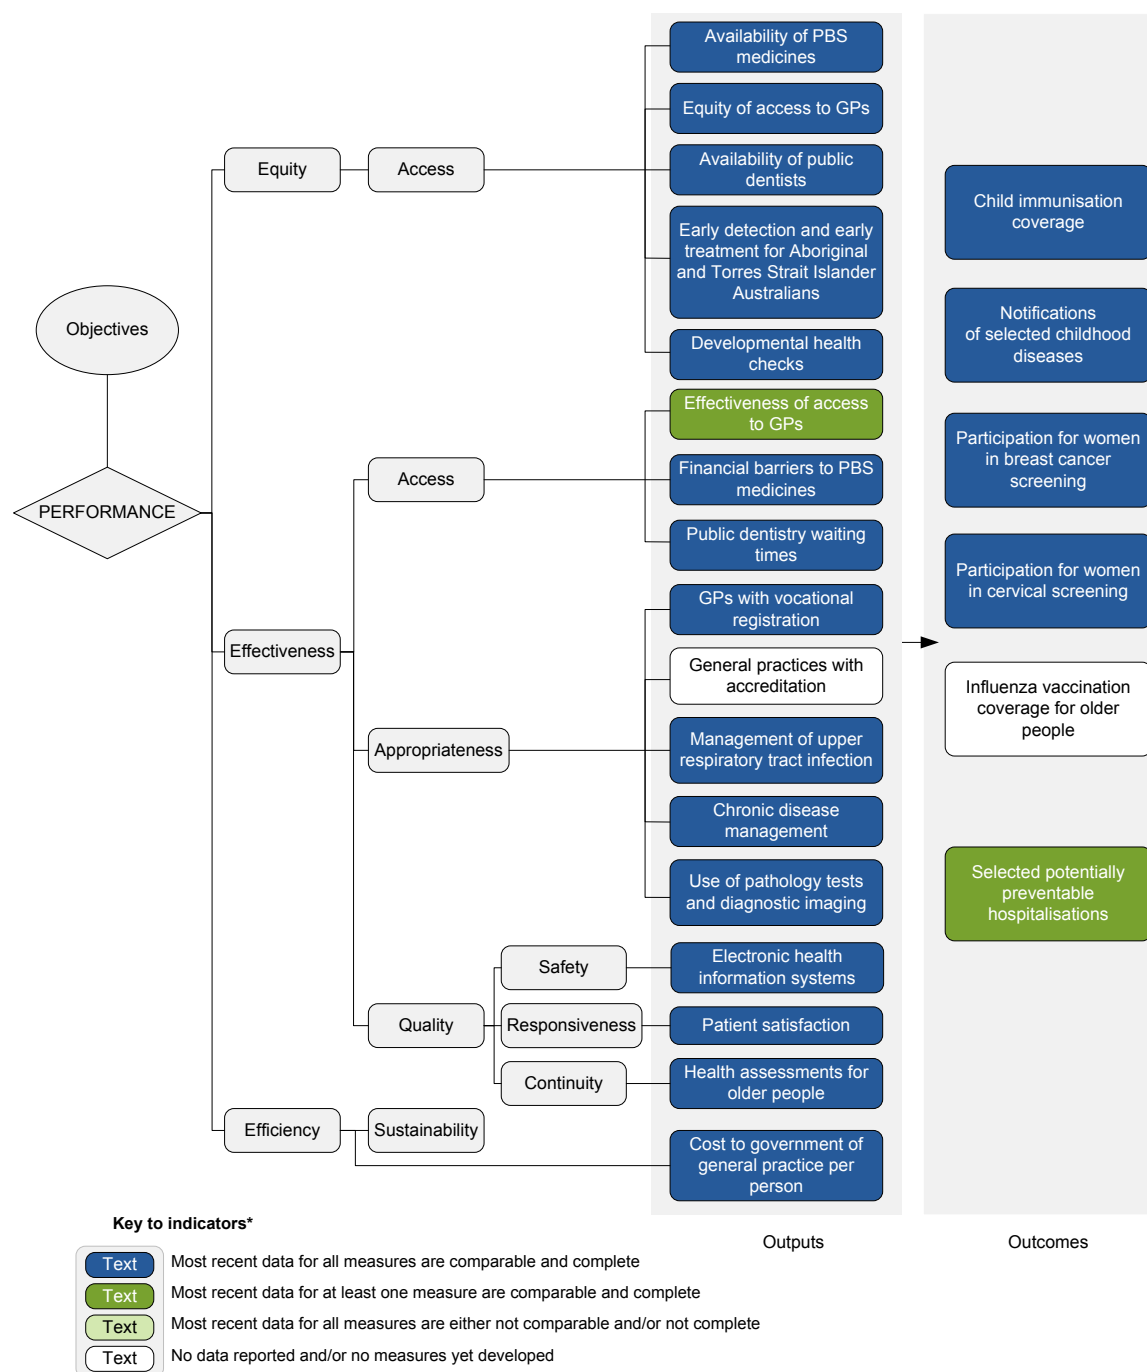 Objectives
PERFORMANCE
Equity
Access
Availability of PBS
medicines
Equity of access to GPs
Availability of public
dentists
Early detection and early
treatment for Aboriginal
and Torres Strait Islander
Australians
Developmental health
checks
Effectiveness
Access
Effectiveness of access
to GPs
Financial barriers to PBS
medicines
Public dentistry waiting
times
Appropriateness
GPs with vocational
registration
General practices with
accreditation
Management of upper
respiratory tract infection
Chronic disease
management
Use of pathology tests
and diagnostic imaging
Quality
Safety
Electronic health
information systems
Responsiveness
Patient satisfaction
Continuity
Health assessments for
older people
Efficiency
Sustainability
Cost to government of
general practice per
person
Outputs
Child immunisation
coverage
Notifications
of selected childhood
diseases
Participation for women
in breast cancer
screening
Participation for women
in cervical screening
Influenza vaccination
coverage for older
people
Selected potentially
preventable
hospitalisations
Outcomes
Key to indicators*
Text Most recent data for all measures are comparable and complete
Text Most recent data for at least one measure are comparable and complete
Text Most recent data for all measures are either not comparable and/or not complete
Text No data reported and/or no measures yet developed